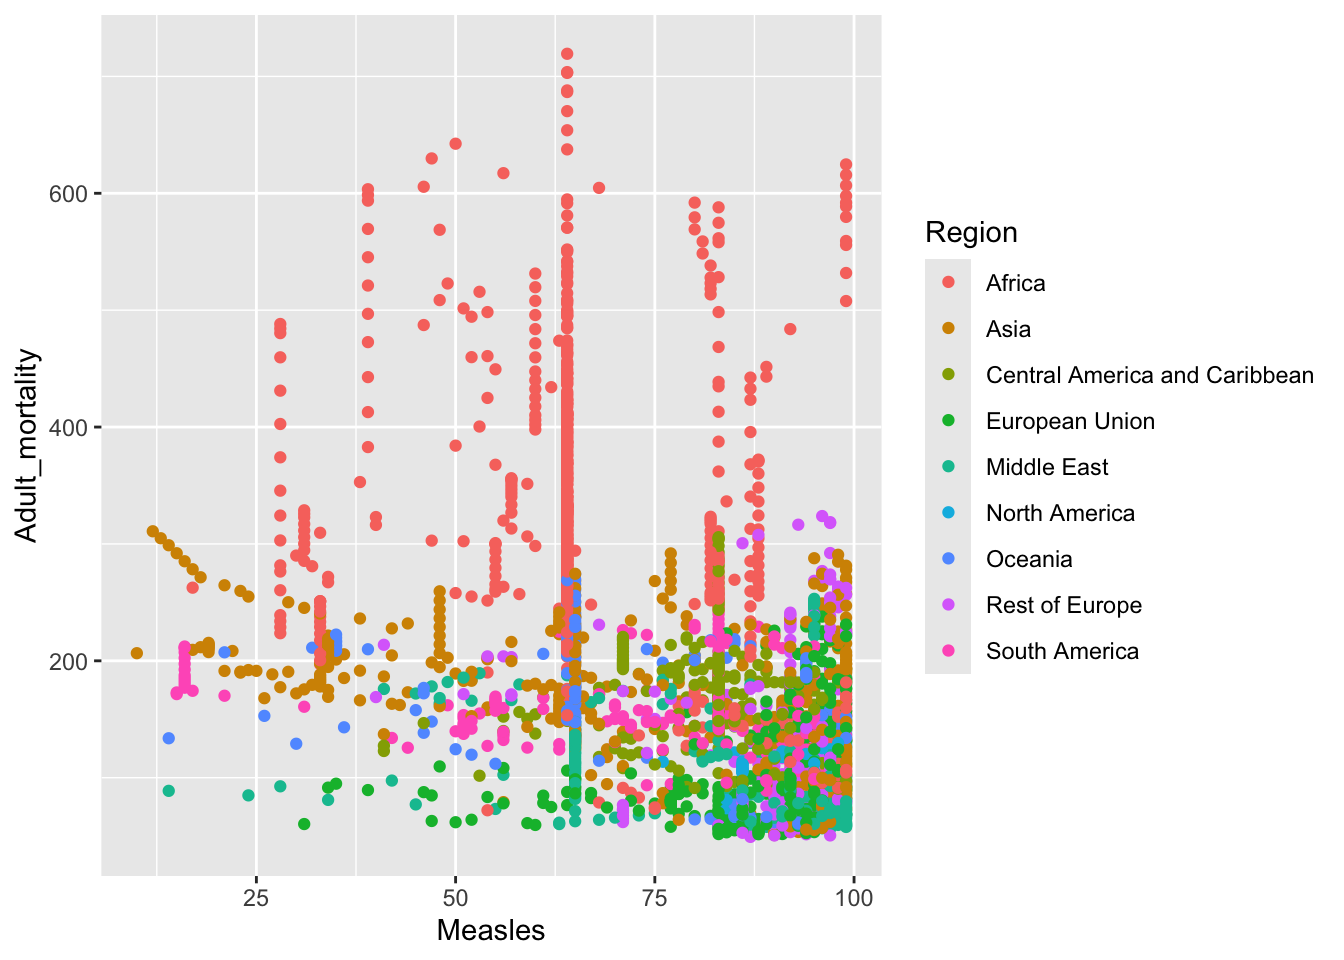 600
400
200
Adult_mortality
25 50 75 100
Measles
Region
Africa
Asia
Central America and Caribbean
European Union
Middle East
North America
Oceania
Rest of Europe
South America